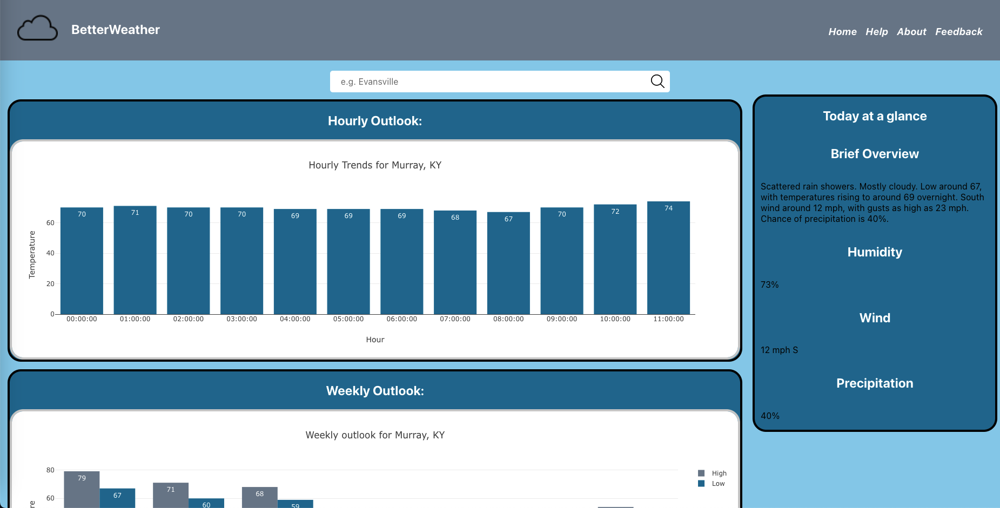 BetterWeather
Home Help About Feedback
e.g. Evansville
Hourly Outlook:
Hourly Trends for Murray, KY
70 71 70 70 69 69 69 68 67 70 72 74
60
40
20
0
Temperature
00:00:00 01:00:00 02:00:00 03:00:00 04:00:00 05:00:00 06:00:00 07:00:00 08:00:00 09:00:00 10:00:00 11:00:00
Hour
Weekly Outlook:
Weekly outlook for Murray, KY
80
60
79 67 71 60 68 59
High
Low
re
Today at a glance
Brief Overview
Scattered rain showers. Mostly cloudy. Low around 67,
with temperatures rising to around 69 overnight. South
wind around 12 mph, with gusts as high as 23 mph.
Chance of precipitation is 40%.
Humidity
73%
Wind
12 mph S
Precipitation
40%